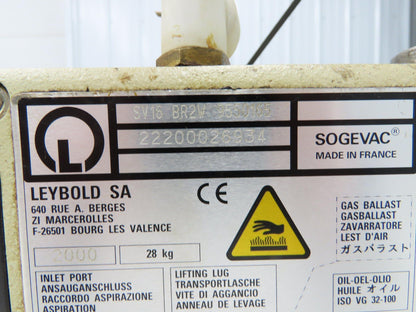 SV16 BR2W
22200026934
SOGEVAC®
MADE IN FRANCE
LEYBOLD SA
640 RUE A. BERGES
ZI MARCEROLLES
F-26501 BOURG LES VALENCE
CE
2000
28 kg
GAS BALLAST
GASBALLAST
ZAVARRATORE
LEST D'AIR
ガスバラスト
INLET PORT
ANSAUGANSCHLUSS
RACCORDO ASPIRAZIONE
ASPIRATION
LIFTING LUG
TRANSPORTLASCHE
VITE DI AGGANCIO
ANNEAU DE LEVAGE
OIL-OEL-OLIO
HUILE オイル
ISO VG 32-100